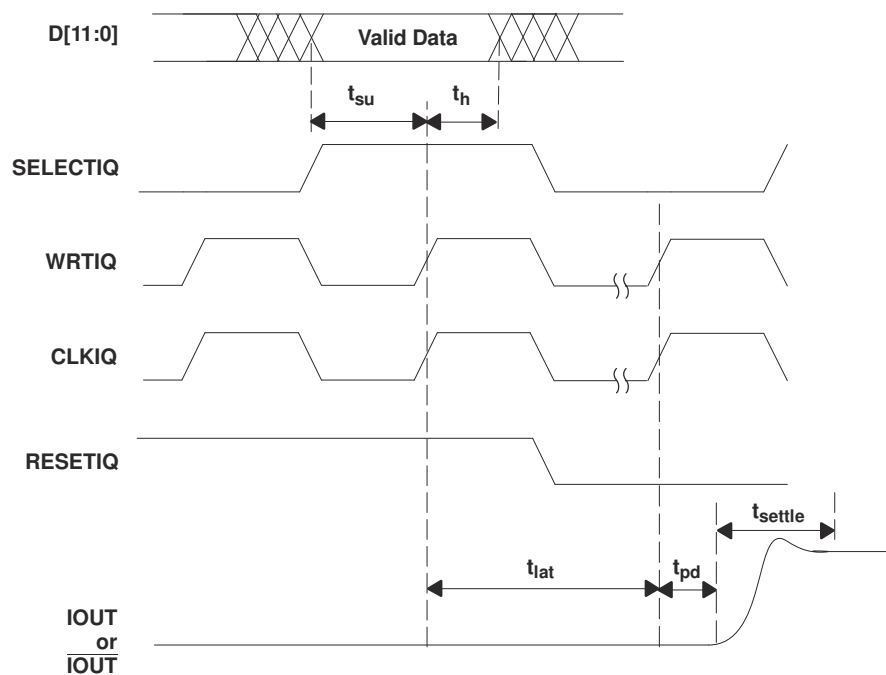 D[11:0]
Valid Data
tsu
th
SELECTIQ
WRTIQ
CLKIQ
RESETIQ
tsettle
tlat
tpd
IOUT
or
IOUT